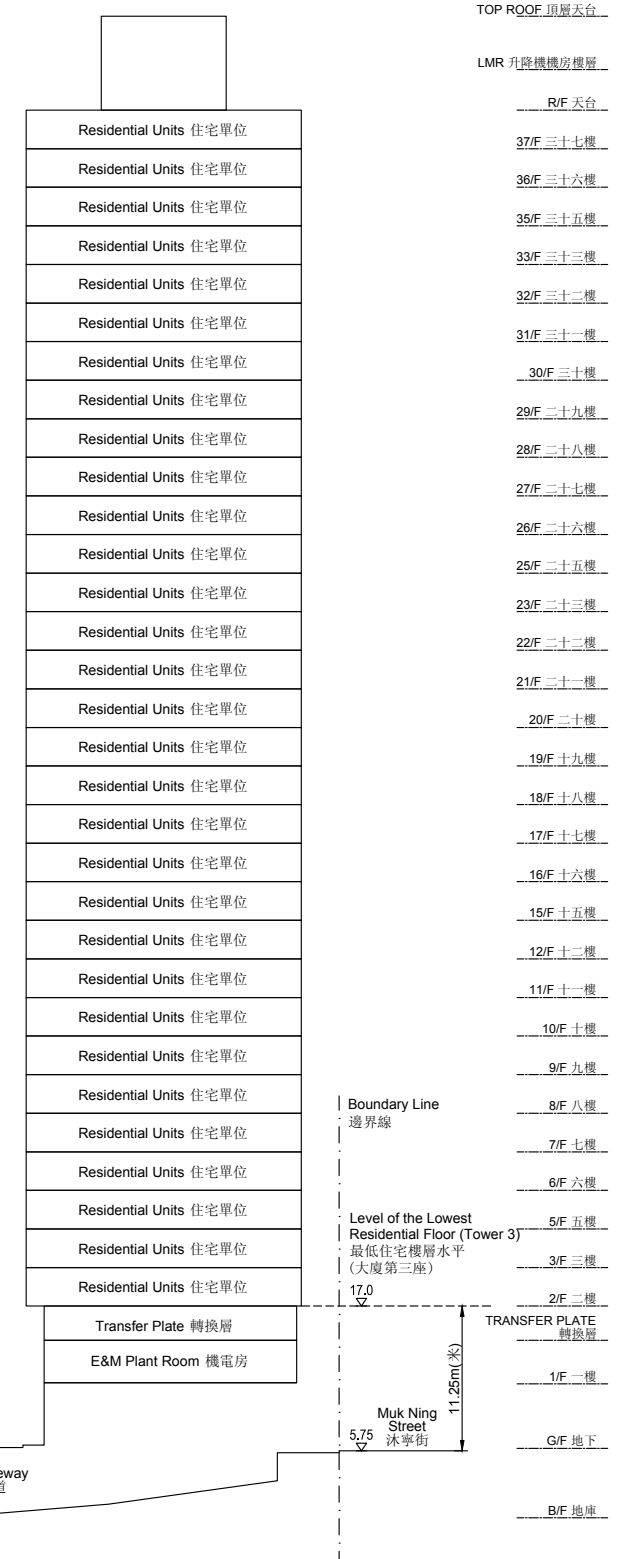 TOP ROOF 頂層天台
LMR 升降機機房樓層
R/F 天台
Residential Units 住宅單位
37/F 三十七樓
Residential Units 住宅單位
36/F 三十六樓
Residential Units 住宅單位
35/F 三十五樓
Residential Units 住宅單位
33/F 三十三樓
Residential Units 住宅單位
32/F 三十二樓
Residential Units 住宅單位
31/F 三十一樓
Residential Units 住宅單位
30/F 三十樓
Residential Units 住宅單位
29/F 二十九樓
Residential Units 住宅單位
28/F 二十八樓
Residential Units 住宅單位
27/F 二十七樓
Residential Units 住宅單位
26/F 二十六樓
Residential Units 住宅單位
25/F 二十五樓
Residential Units 住宅單位
23/F 二十三樓
Residential Units 住宅單位
22/F 二十二樓
Residential Units 住宅單位
21/F 二十一樓
Residential Units 住宅單位
20/F 二十樓
Residential Units 住宅單位
19/F 十九樓
Residential Units 住宅單位
18/F 十八樓
Residential Units 住宅單位
17/F 十七樓
Residential Units 住宅單位
16/F 十六樓
Residential Units 住宅單位
15/F 十五樓
Residential Units 住宅單位
12/F 十二樓
Residential Units 住宅單位
11/F 十一樓
Residential Units 住宅單位
10/F 十樓
Residential Units 住宅單位
9/F 九樓
Residential Units 住宅單位
Boundary Line
邊界線
8/F 八樓
Residential Units 住宅單位
7/F 七樓
Residential Units 住宅單位
6/F 六樓
Residential Units 住宅單位
Level of the Lowest
Residential Floor (Tower 3)
最低住宅樓層水平
(大廈第三座)
5/F 五樓
Residential Units 住宅單位
3/F 三樓
Residential Units 住宅單位
17.0
2/F 二樓
Transfer Plate 轉換層
TRANSFER PLATE
轉換層
E&M Plant Room 機電房
11.25m(米)
1/F 一樓
Muk Ning
Street
沐寧街
5.75
G/F 地下
eway
道
B/F 地庫